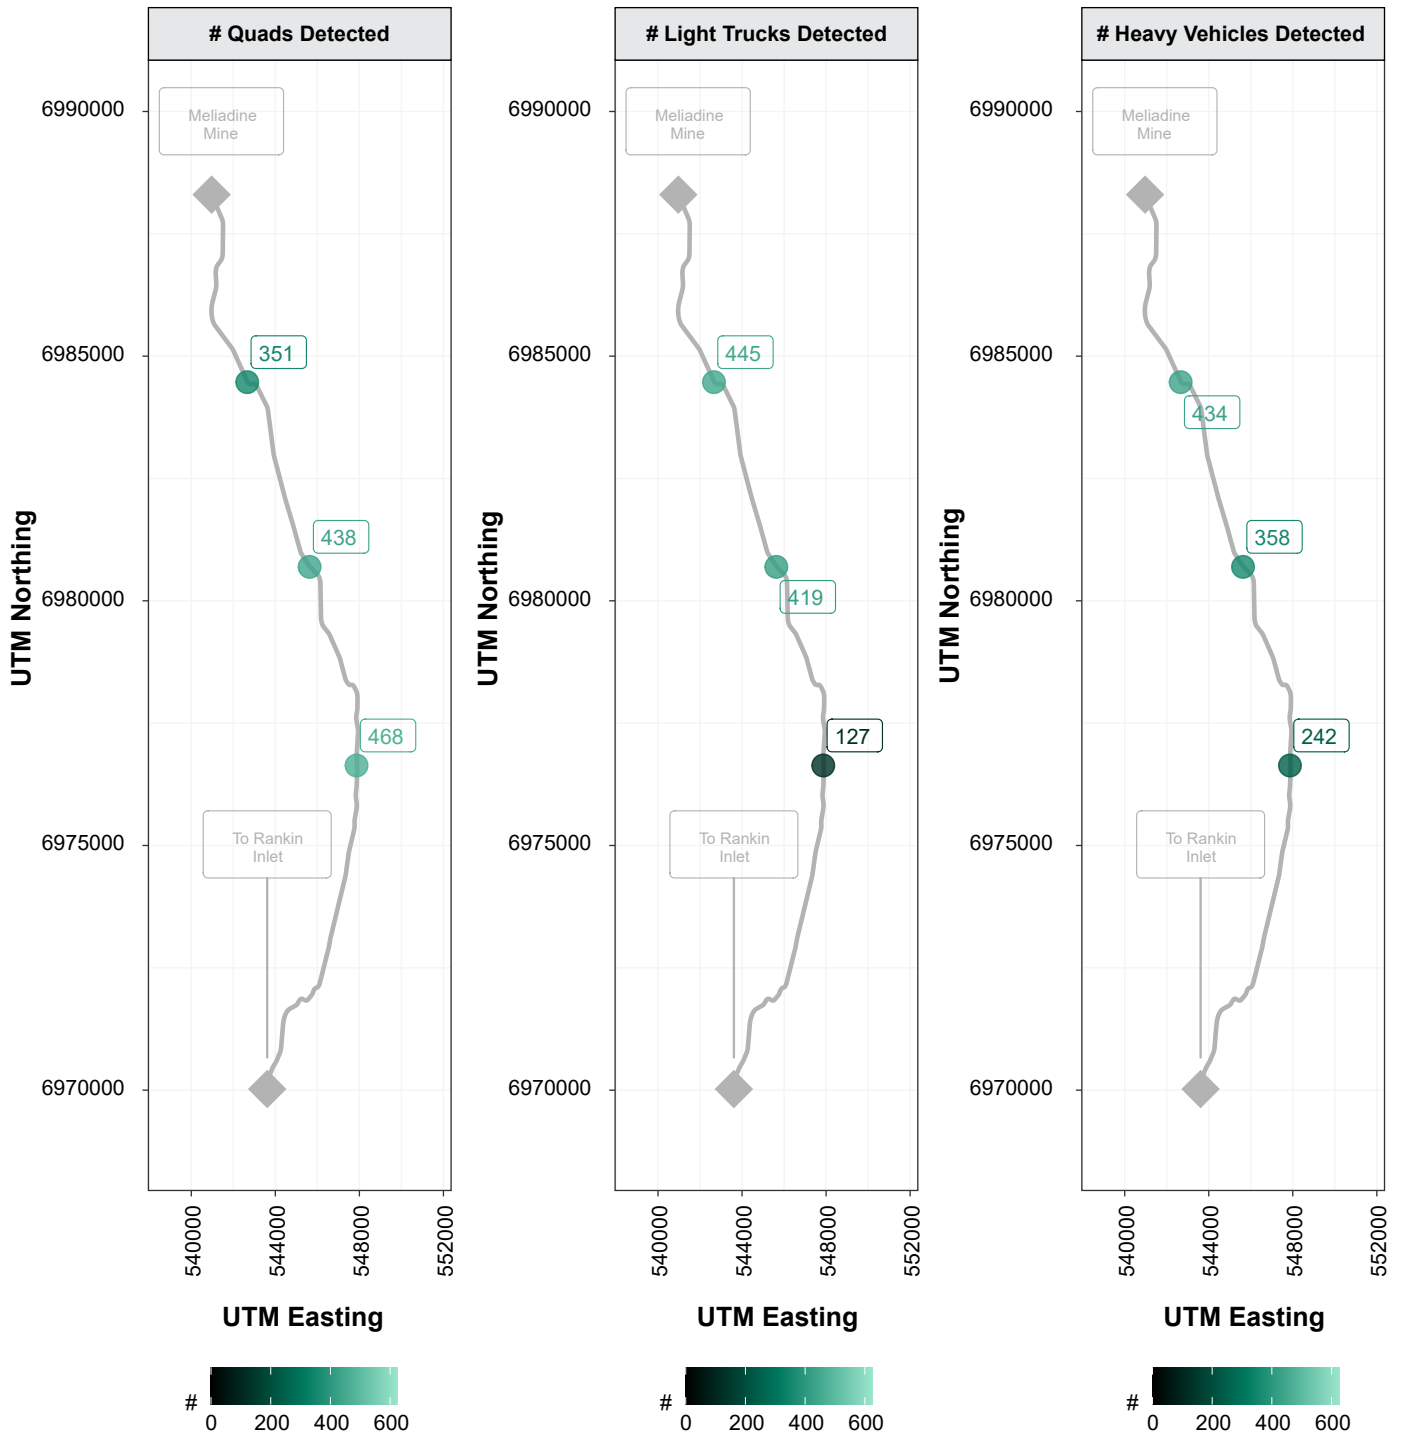 # Quads Detected
# Light Trucks Detected
# Heavy Vehicles Detected
UTM Northing
6990000
6985000
6980000
6975000
6970000
Meliadine
Mine
351
438
468
To Rankin
Inlet
540000
544000
548000
552000
UTM Easting
#
0
200
400
600
UTM Northing
6990000
6985000
6980000
6975000
6970000
Meliadine
Mine
445
419
127
To Rankin
Inlet
540000
544000
548000
552000
UTM Easting
#
0
200
400
600
UTM Northing
6990000
6985000
6980000
6975000
6970000
Meliadine
Mine
434
358
242
To Rankin
Inlet
540000
544000
548000
552000
UTM Easting
#
0
200
400
600